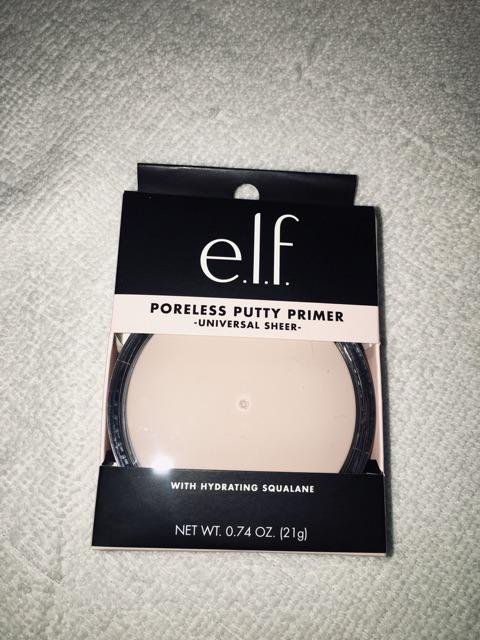 e.l.f.
PORELESS PUTTY PRIMER
-UNIVERSAL SHEER-
WITH HYDRATING SQUALANE
NET WT. 0.74 OZ. (21g)